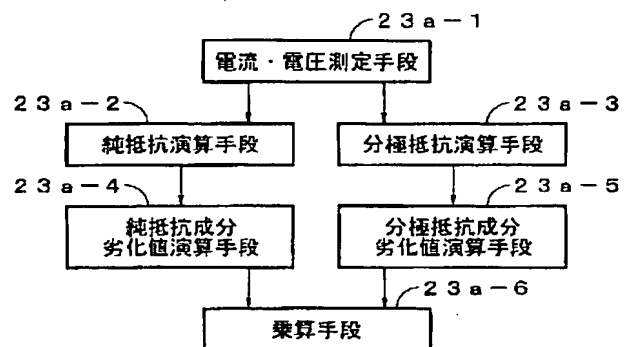 23a-1
電流・電圧測定手段
23a-2
23a-3
純抵抗演算手段
分極抵抗演算手段
23a-4
23a-5
純抵抗成分
劣化値演算手段
分極抵抗成分
劣化値演算手段
23a-6
乗算手段